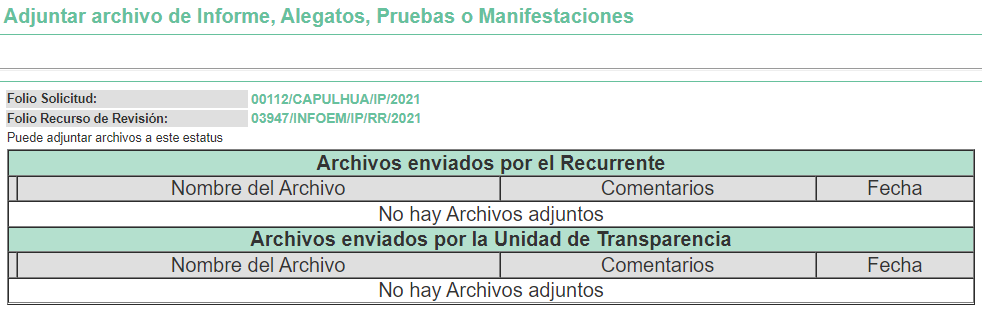 Adjuntar archivo de Informe, Alegatos, Pruebas o Manifestaciones
Folio Solicitud: 00112/CAPULHUA/IP/2021
Folio Recurso de Revisión: 03947/INFOEM/IP/RR/2021
Puede adjuntar archivos a este estatus
Archivos enviados por el Recurrente
Nombre del Archivo Comentarios Fecha
No hay Archivos adjuntos
Archivos enviados por la Unidad de Transparencia
Nombre del Archivo Comentarios Fecha
No hay Archivos adjuntos